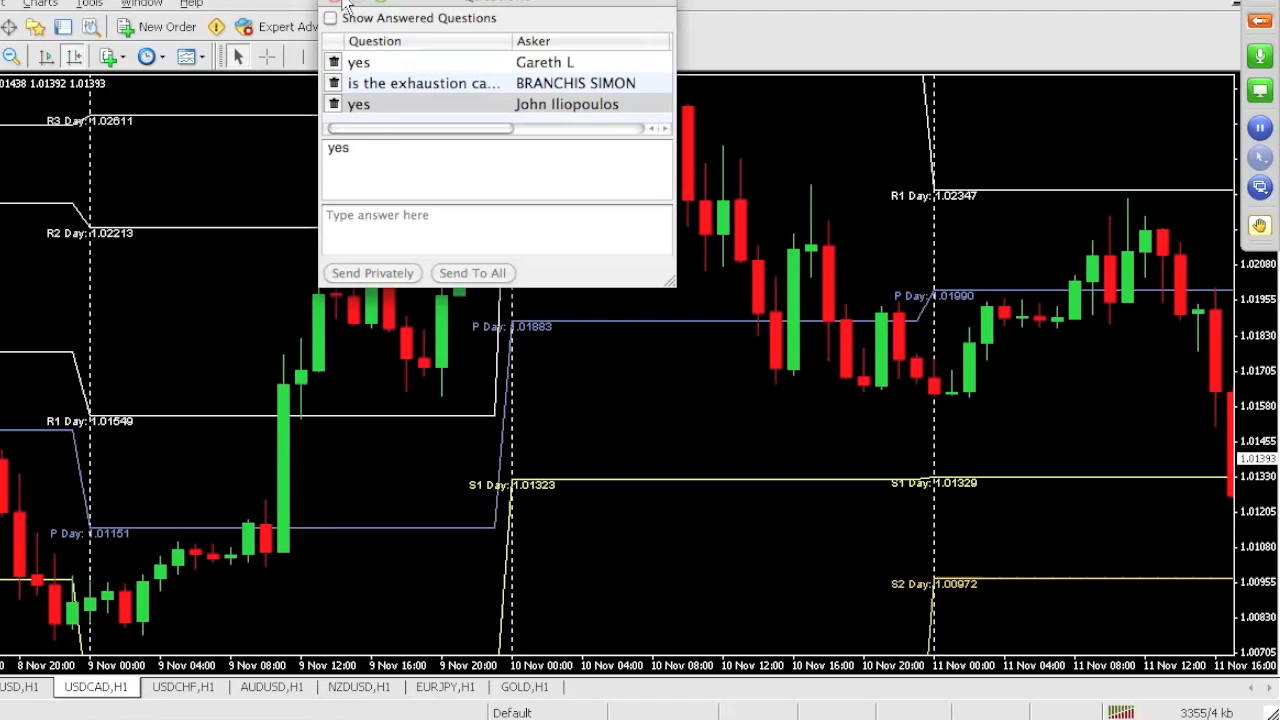 Charts
Tools
Window
Help
New Order
Expert Adv
Show Answered Questions
Question
Asker
yes
Gareth L
is the exhaustion ca...
BRANCHIS SIMON
yes
John Iliopoulos
yes
Type answer here
Send Privately
Send To All
01438 1.01392 1.01393
R3 Day: 1.02611
R2 Day: 1.02213
R1 Day: 1.01549
P Day: 1.01151
P Day: 1.01883
S1 Day: 1.01323
R1 Day: 1.02347
P Day: 1.01990
S1 Day: 1.01329
S2 Day: 1.00972
1.02080
1.01955
1.01830
1.01705
1.01580
1.01455
1.01393
1.01330
1.01205
1.01080
1.00955
1.00830
1.00705
8 Nov 20:00
9 Nov 00:00
9 Nov 04:00
9 Nov 08:00
9 Nov 12:00
9 Nov 16:00
9 Nov 20:00
10 Nov 00:00
10 Nov 04:00
10 Nov 08:00
10 Nov 12:00
10 Nov 16:00
10 Nov 20:00
11 Nov 00:00
11 Nov 04:00
11 Nov 08:00
11 Nov 12:00
11 Nov 16:00
USD,H1
USDCAD,H1
USDCHF,H1
AUDUSD,H1
NZDUSD,H1
EURJPY,H1
GOLD,H1
Default
3355/4 kb